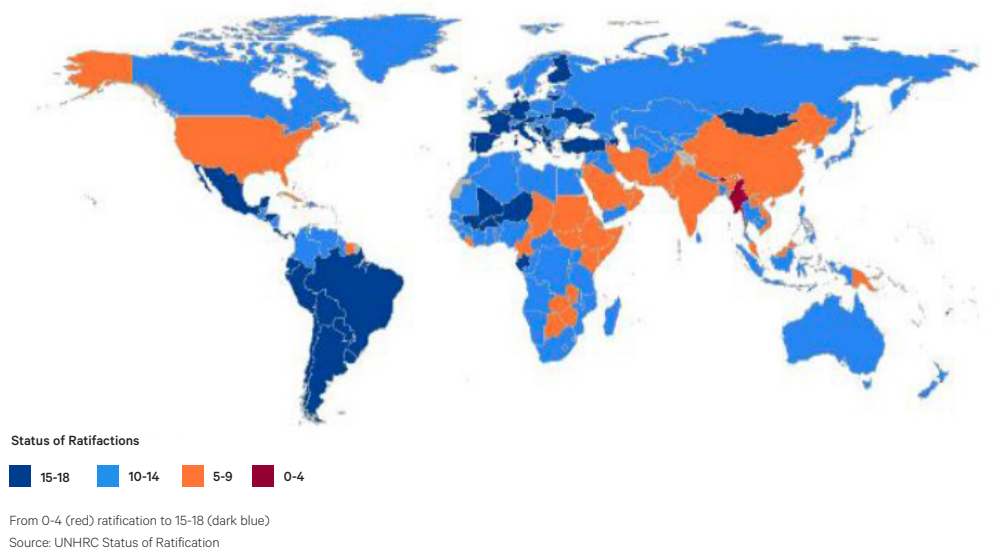 Status of Ratifactions
15-18 10-14 5-9 0-4
From 0-4 (red) ratification to 15-18 (dark blue)
Source: UNHRC Status of Ratification